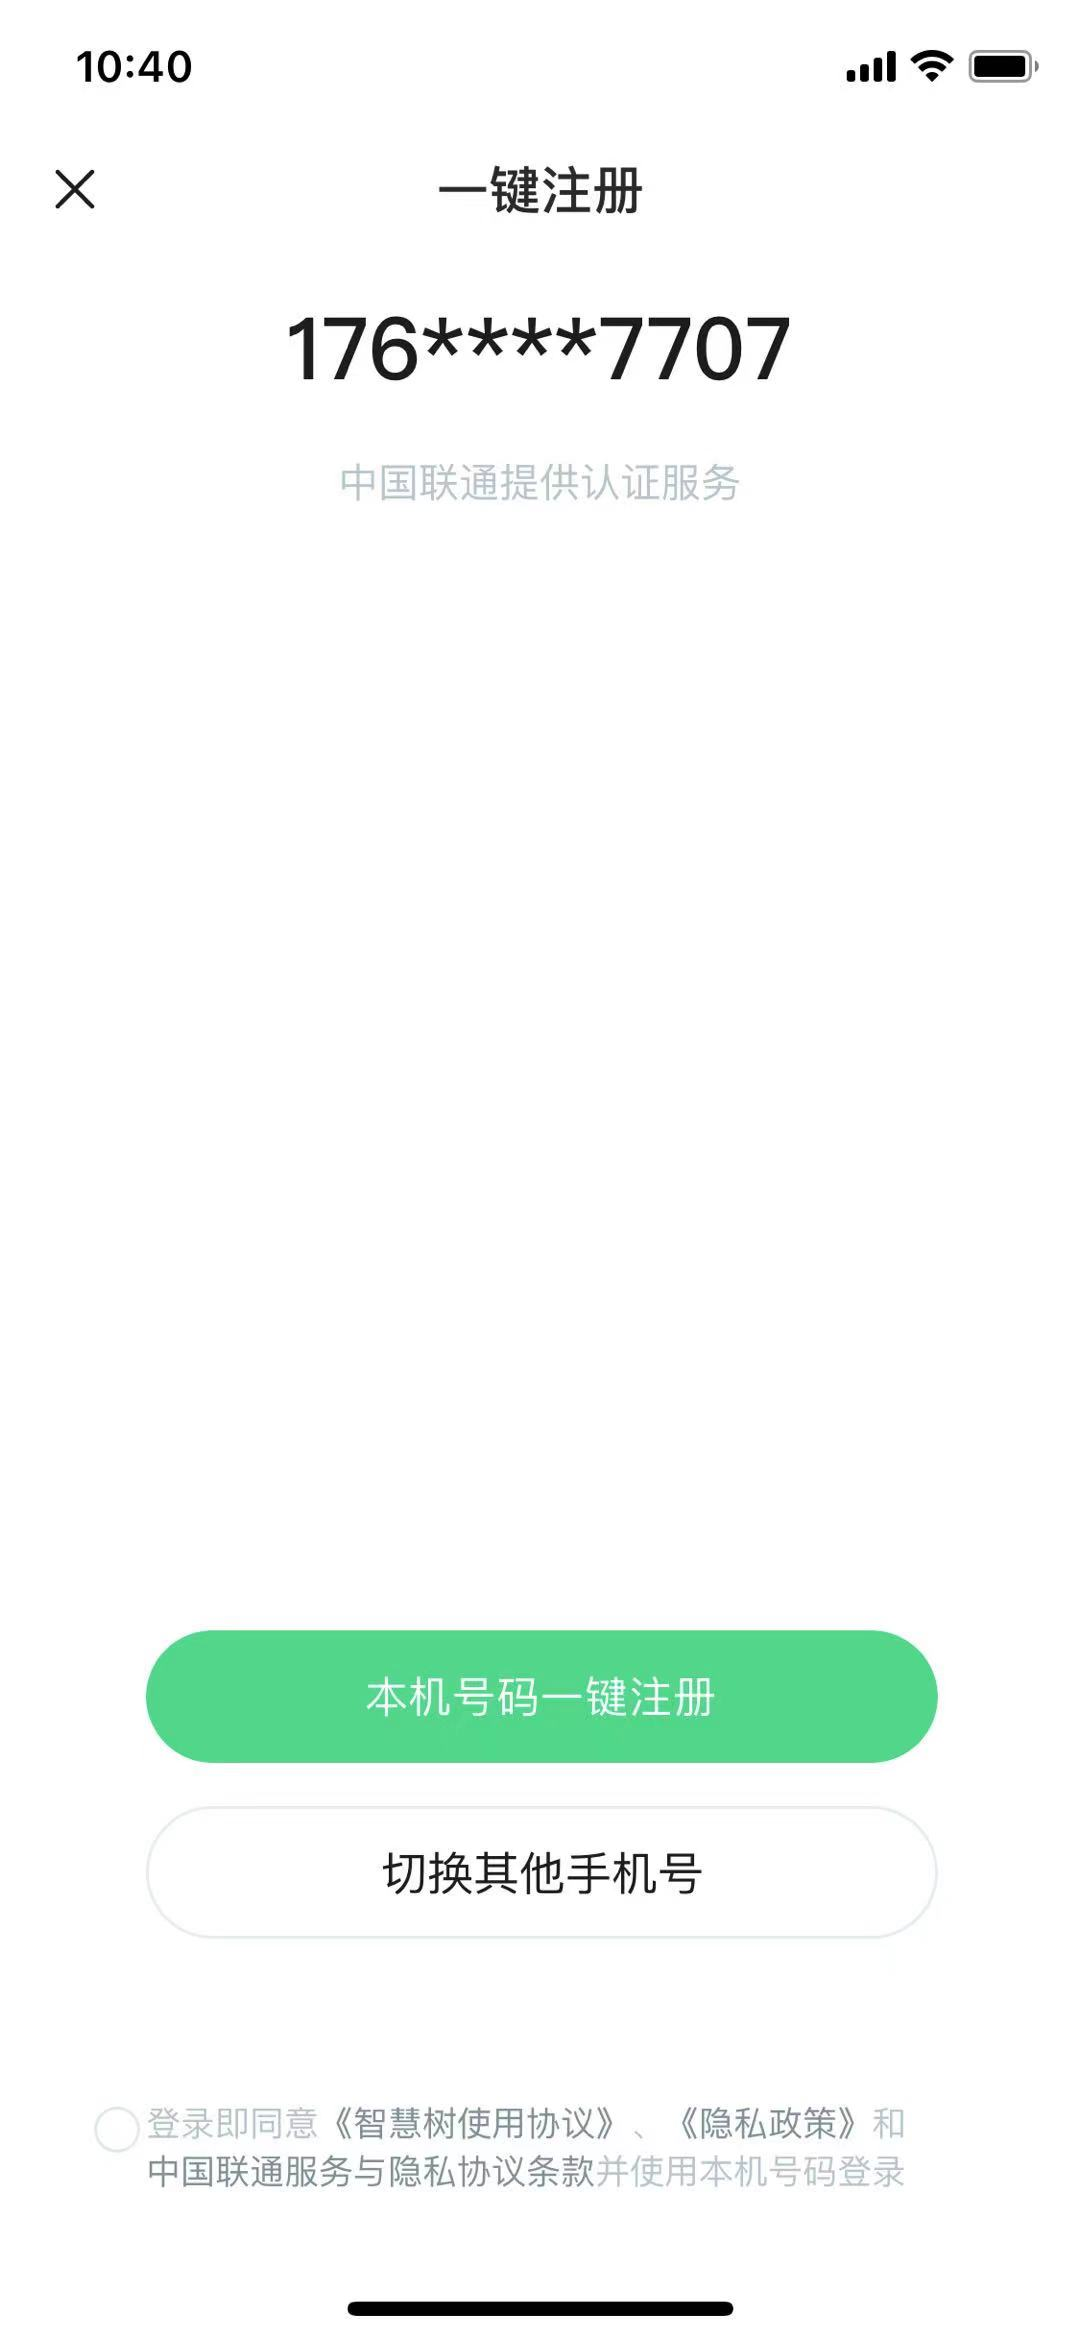 10:40
一键注册
176****7707
中国联通提供认证服务
本机号码一键注册
切换其他手机号
登录即同意《智慧树使用协议》、《隐私政策》和
中国联通服务与隐私协议条款并使用本机号码登录